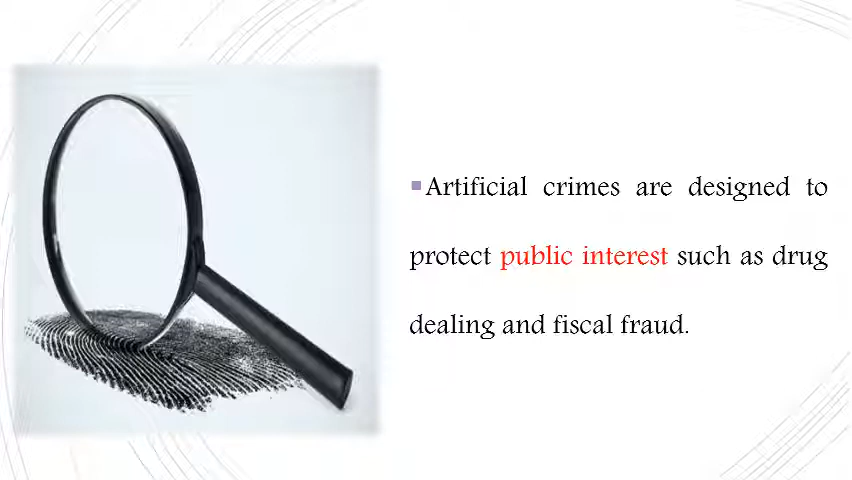 Artificial crimes are designed to
protect public interest such as drug
dealing and fiscal fraud.